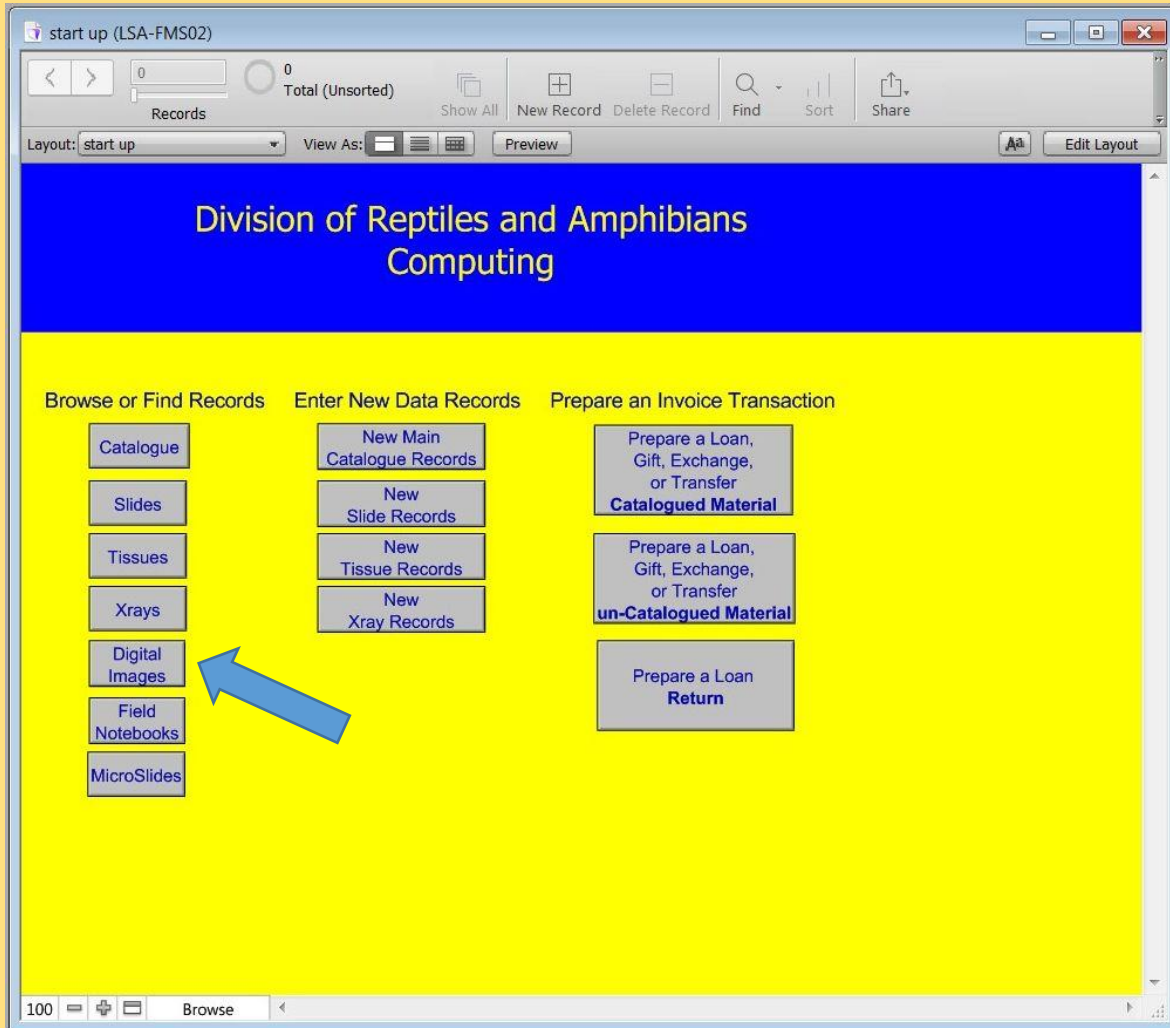 start up (LSA-FMS02)
0
0
Total (Unsorted)
Records
Show All
New Record
Delete Record
Find
Sort
Share
Layout: start up
View As:
Preview
Aa
Edit Layout
Division of Reptiles and Amphibians
Computing
Browse or Find Records
Catalogue
Slides
Tissues
Xrays
Digital
Images
Field
Notebooks
MicroSlides
Enter New Data Records
New Main
Catalogue Records
New
Slide Records
New
Tissue Records
New
Xray Records
Prepare an Invoice Transaction
Prepare a Loan,
Gift, Exchange,
or Transfer
Catalogued Material
Prepare a Loan,
Gift, Exchange,
or Transfer
un-Catalogued Material
Prepare a Loan
Return
100
Browse